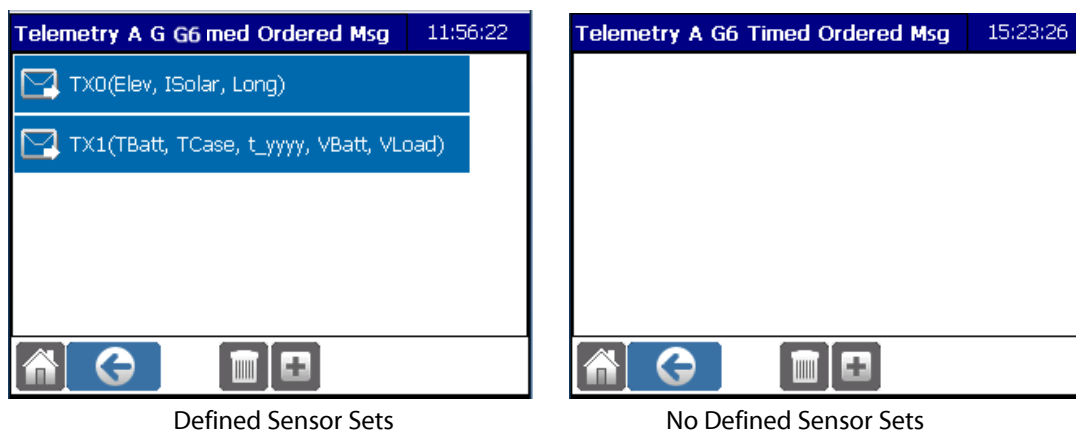 Telemetry A G G6 med Ordered Msg 11:56:22
TX0(Elev, ISolar, Long)
TX1(TBatt, TCase, t_yyyy, VBatt, VLoad)
Defined Sensor Sets
Telemetry A G6 Timed Ordered Msg 15:23:26
No Defined Sensor Sets